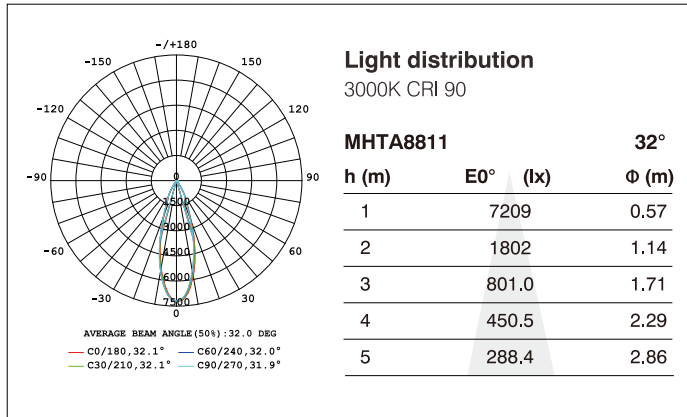 -/+180
-150 150
-120 120
-90 90
-60 60
-30 30
0
0
1500
3000
4500
6000
7500
AVERAGE BEAM ANGLE(50%):32.0 DEG
C0/180,32.1° C60/240,32.0°
C30/210,32.1° C90/270,31.9°
Light distribution
3000K CRI 90
MHTA8811 32°
h (m) E0° (lx) Φ (m)
1 7209 0.57
2 1802 1.14
3 801.0 1.71
4 450.5 2.29
5 288.4 2.86